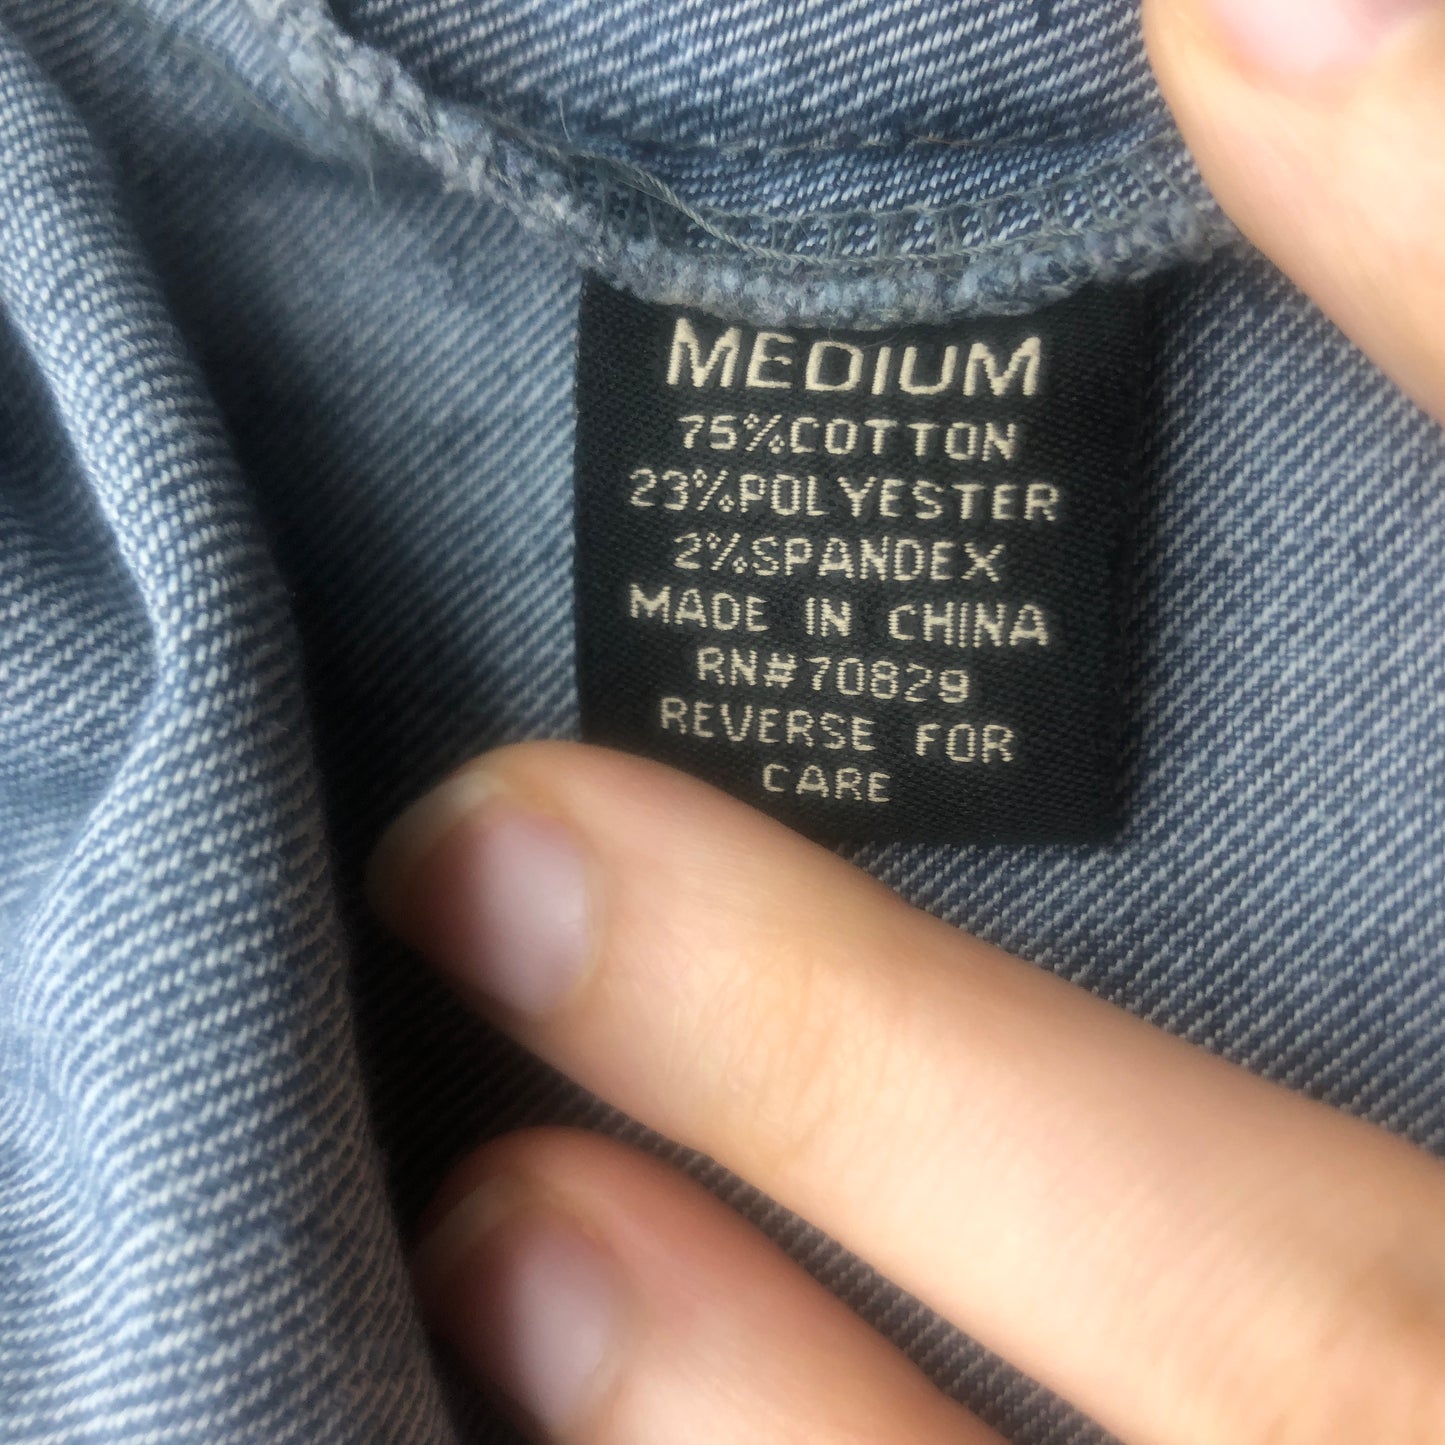 MEDIUM
75%COTTON
23%POLYESTER
2%SPANDEX
MADE IN CHINA
RN#70829
REVERSE FOR
CARE